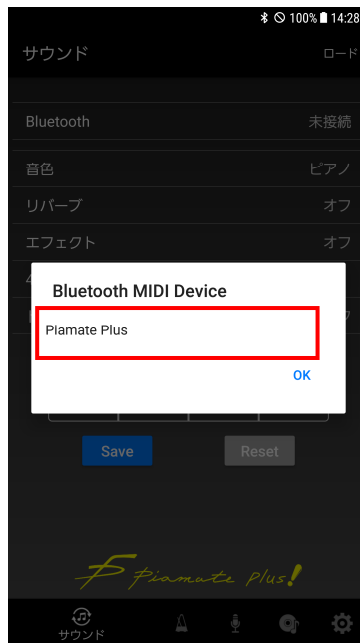 100% 14:28
サウンド ロード
Bluetooth 未接続
音色 ピアノ
リバーブ オフ
エフェクト オフ
Bluetooth MIDI Device
Piamate Plus
OK
Save Reset
Piamate Plus!
サウンド